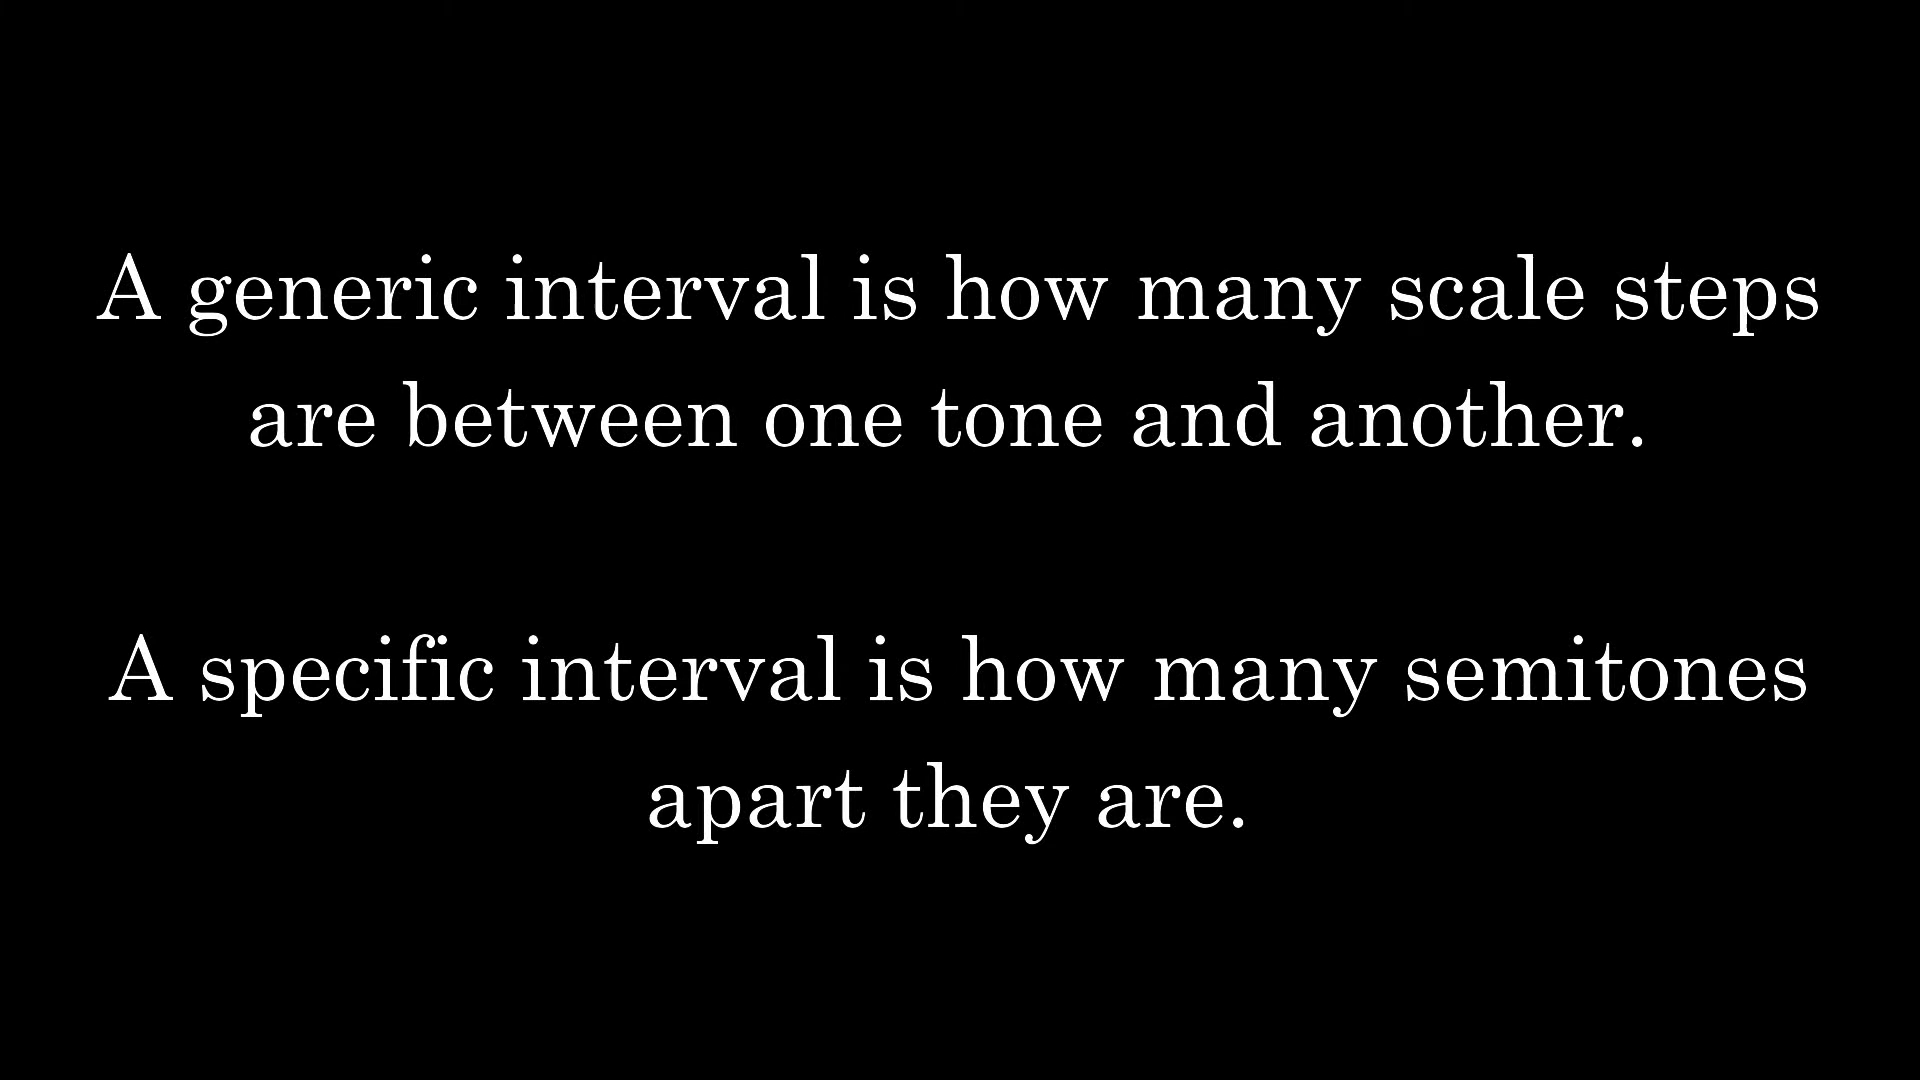 A generic interval is how many scale steps
are between one tone and another.
A specific interval is how many semitones
apart they are.